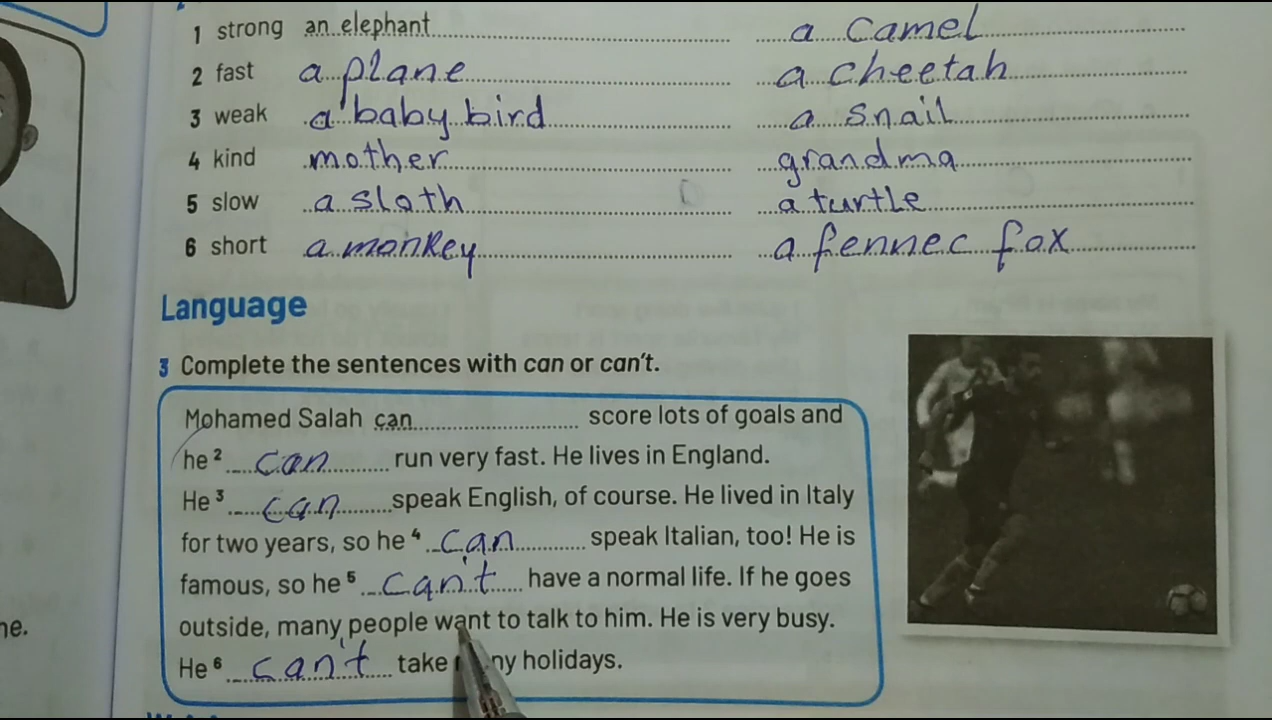 1 strong an elephant a camel
2 fast a plane a cheetah
3 weak a baby bird a snail
4 kind mother grandma
5 slow a sloth a turtle
6 short a monkey a fennec fox
Language
3 Complete the sentences with can or can't.
Mohamed Salah can score lots of goals and
he 2 can run very fast. He lives in England.
He 3 can speak English, of course. He lived in Italy
for two years, so he 4 can speak Italian, too! He is
famous, so he 5 can't have a normal life. If he goes
outside, many people want to talk to him. He is very busy.
He 6 can't take holidays.